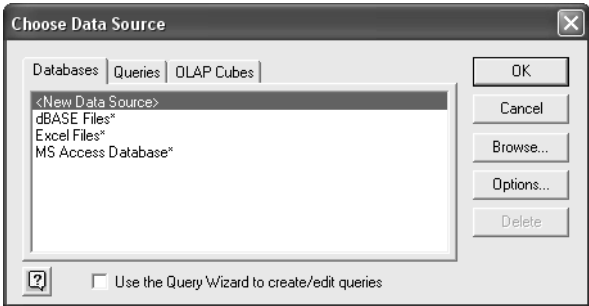 Choose Data Source
Databases Queries OLAP Cubes
<New Data Source>
dBASE Files*
Excel Files*
MS Access Database*
OK
Cancel
Browse...
Options...
Delete
Use the Query Wizard to create/edit queries